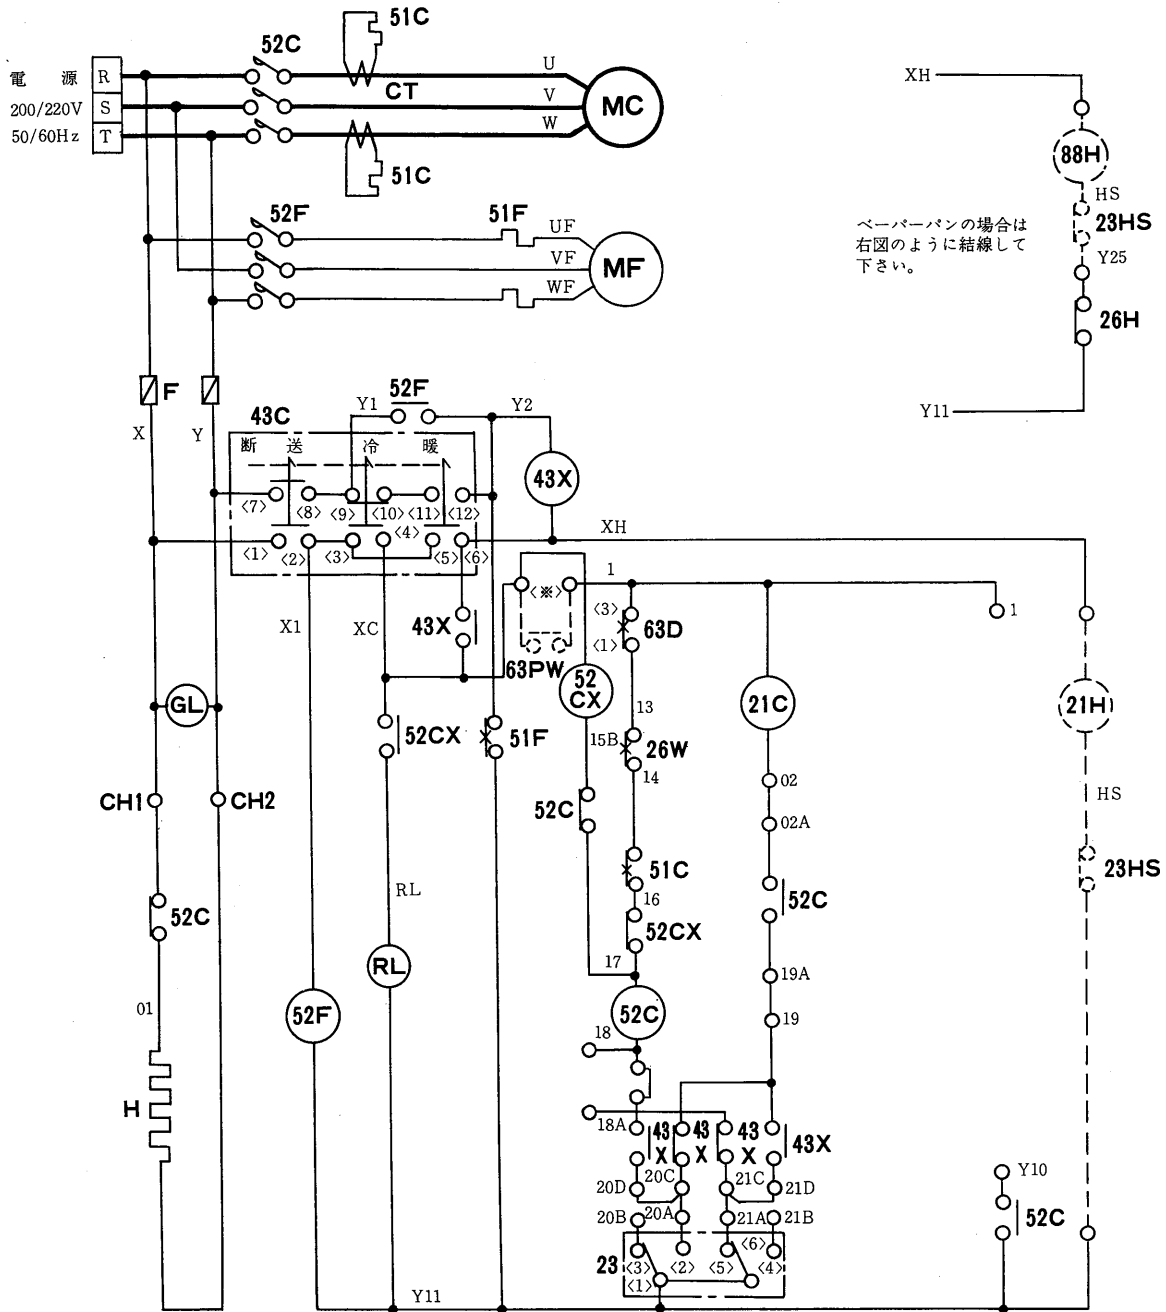 51C
52C
電 源 R
200/220V S
50/60Hz T
U
V
W
CT
MC
51C
52F
51F
UF
VF
WF
MF
XH
88H
HS
23HS
Y25
26H
Y11
ベーパーパンの場合は
右図のように結線して
下さい。
F
X
Y
43C
断 送 冷 暖
Y1
52F
Y2
43X
〈7〉 〈8〉 〈9〉 〈10〉 〈11〉 〈12〉
〈1〉 〈2〉 〈3〉 〈4〉 〈5〉 〈6〉
XH
X1
XC
43X
〈※〉
63PW
1
〈3〉
〈1〉
63D
1
GL
52CX
51F
52
CX
13
15B
26W
14
21C
21H
CH1
CH2
52C
02
02A
HS
52C
RL
51C
16
52CX
17
52C
23HS
RL
01
52F
52C
19A
19
18
H
18A
43
X
43
X
43
X
43X
20D
20C
21C
21D
20B
20A
21A
21B
Y10
52C
23
〈3〉
〈2〉
〈5〉
〈6〉
〈4〉
〈1〉
Y11